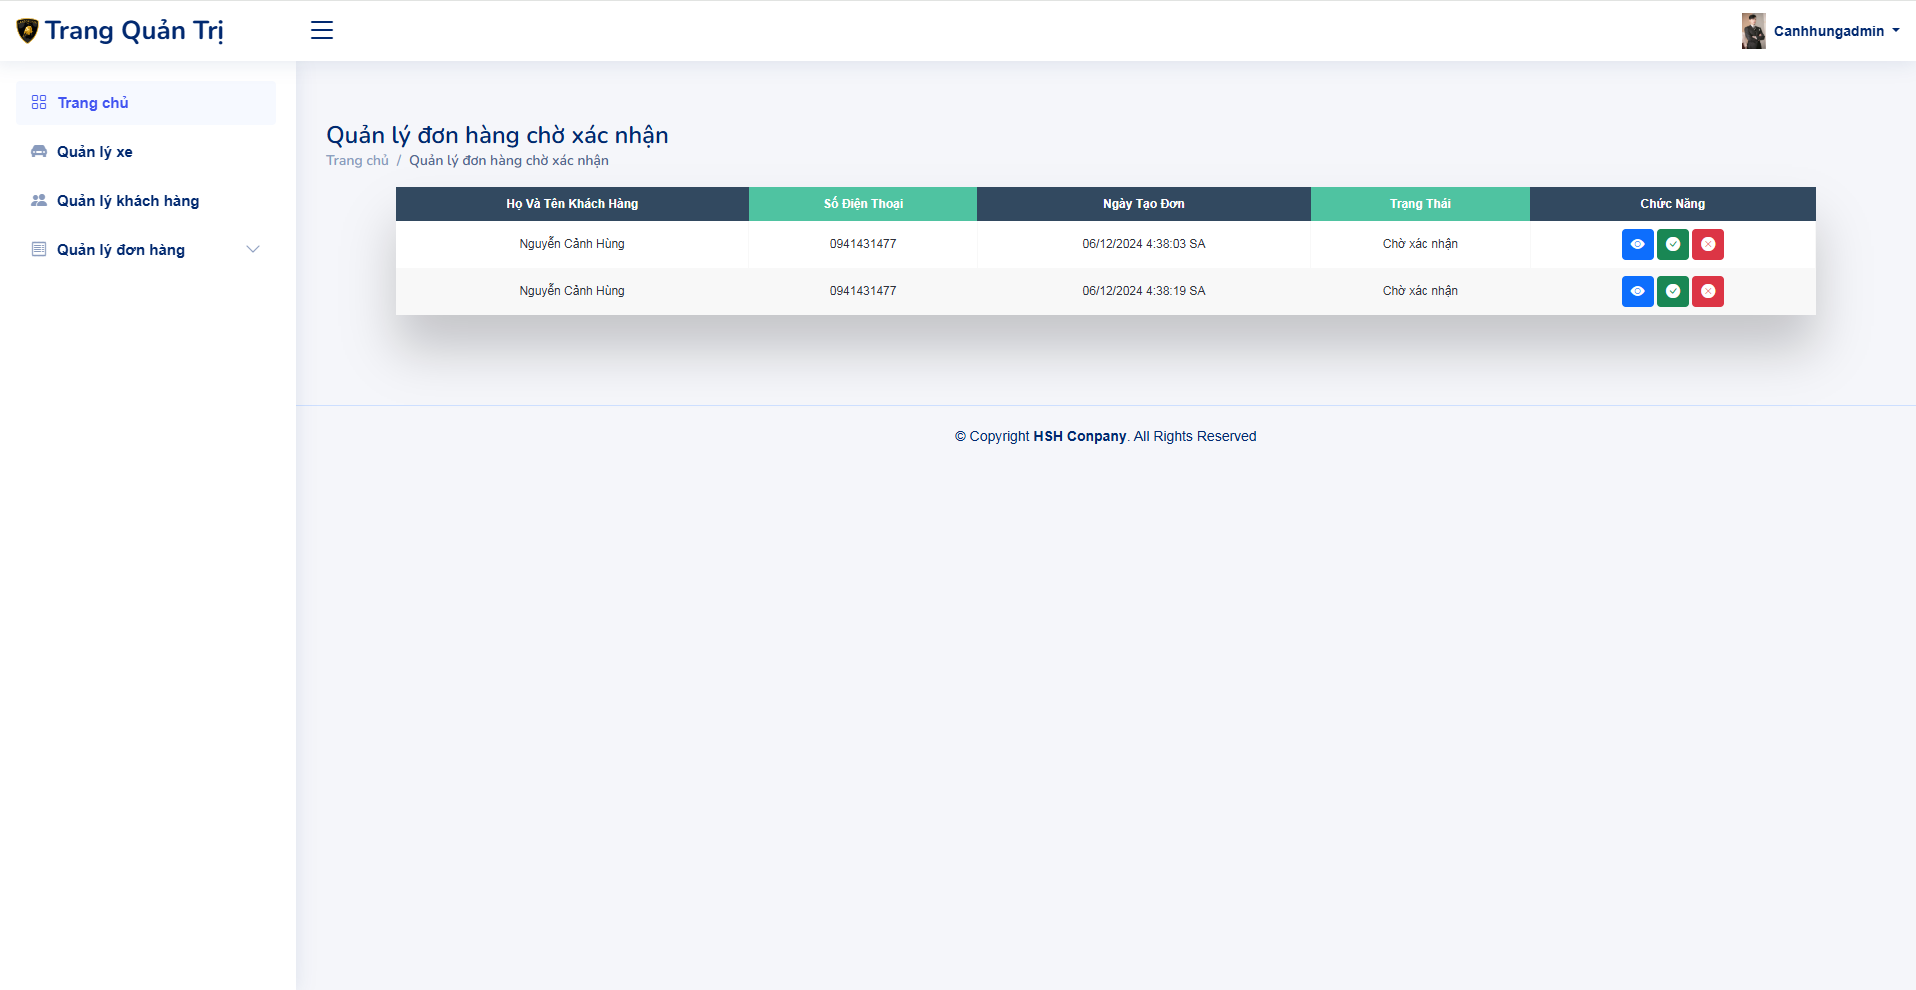 Trang Quản Trị
Canhhungadmin
Trang chủ
Quản lý xe
Quản lý khách hàng
Quản lý đơn hàng
Quản lý đơn hàng chờ xác nhận
Trang chủ / Quản lý đơn hàng chờ xác nhận
Họ Và Tên Khách Hàng Số Điện Thoại Ngày Tạo Đơn Trạng Thái Chức Năng
Nguyễn Cảnh Hùng 0941431477 06/12/2024 4:38:03 SA Chờ xác nhận
Nguyễn Cảnh Hùng 0941431477 06/12/2024 4:38:19 SA Chờ xác nhận
© Copyright HSH Conpany. All Rights Reserved